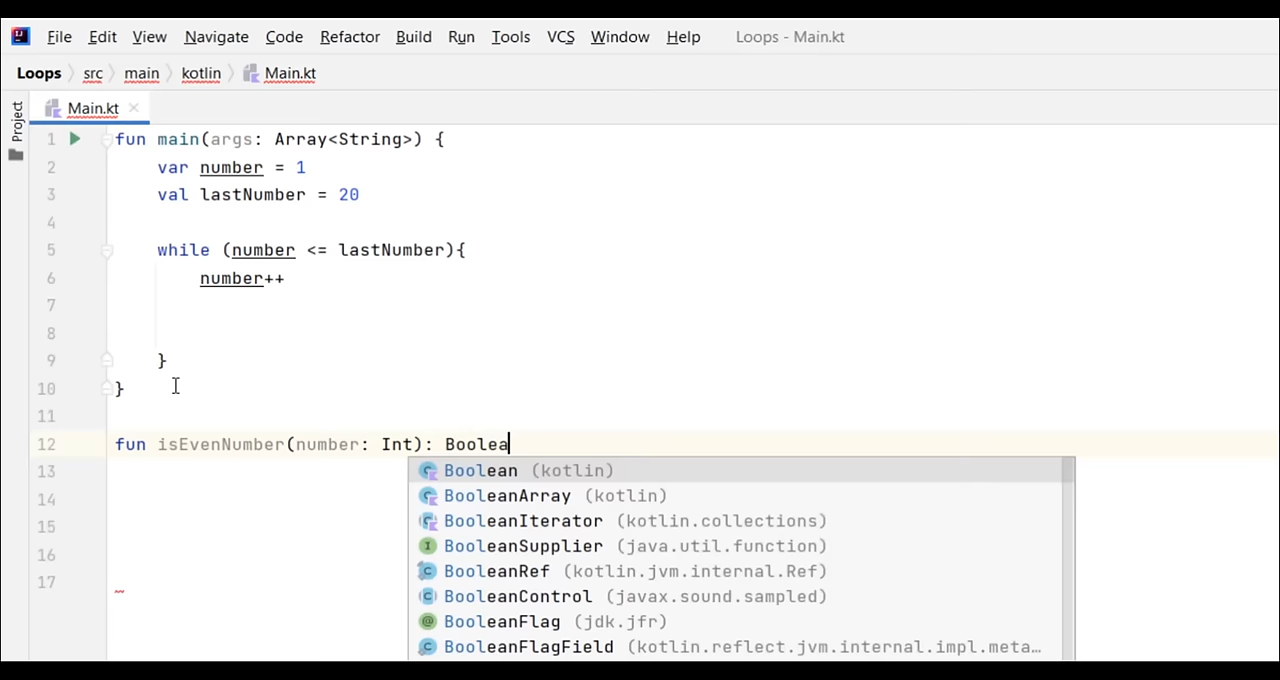 File Edit View Navigate Code Refactor Build Run Tools VCS Window Help Loops - Main.kt
Loops src main kotlin Main.kt
Project
Main.kt
1 fun main(args: Array<String>) {
2 var number = 1
3 val lastNumber = 20
4
5 while (number <= lastNumber){
6 number++
7
8
9 }
10 }
11
12 fun isEvenNumber(number: Int): Boolea
13 Boolean (kotlin)
14 BooleanArray (kotlin)
15 BooleanIterator (kotlin.collections)
16 BooleanSupplier (java.util.function)
17 BooleanRef (kotlin.jvm.internal.Ref)
BooleanControl (javax.sound.sampled)
BooleanFlag (jdk.jfr)
BooleanFlagField (kotlin.reflect.jvm.internal.impl.meta…